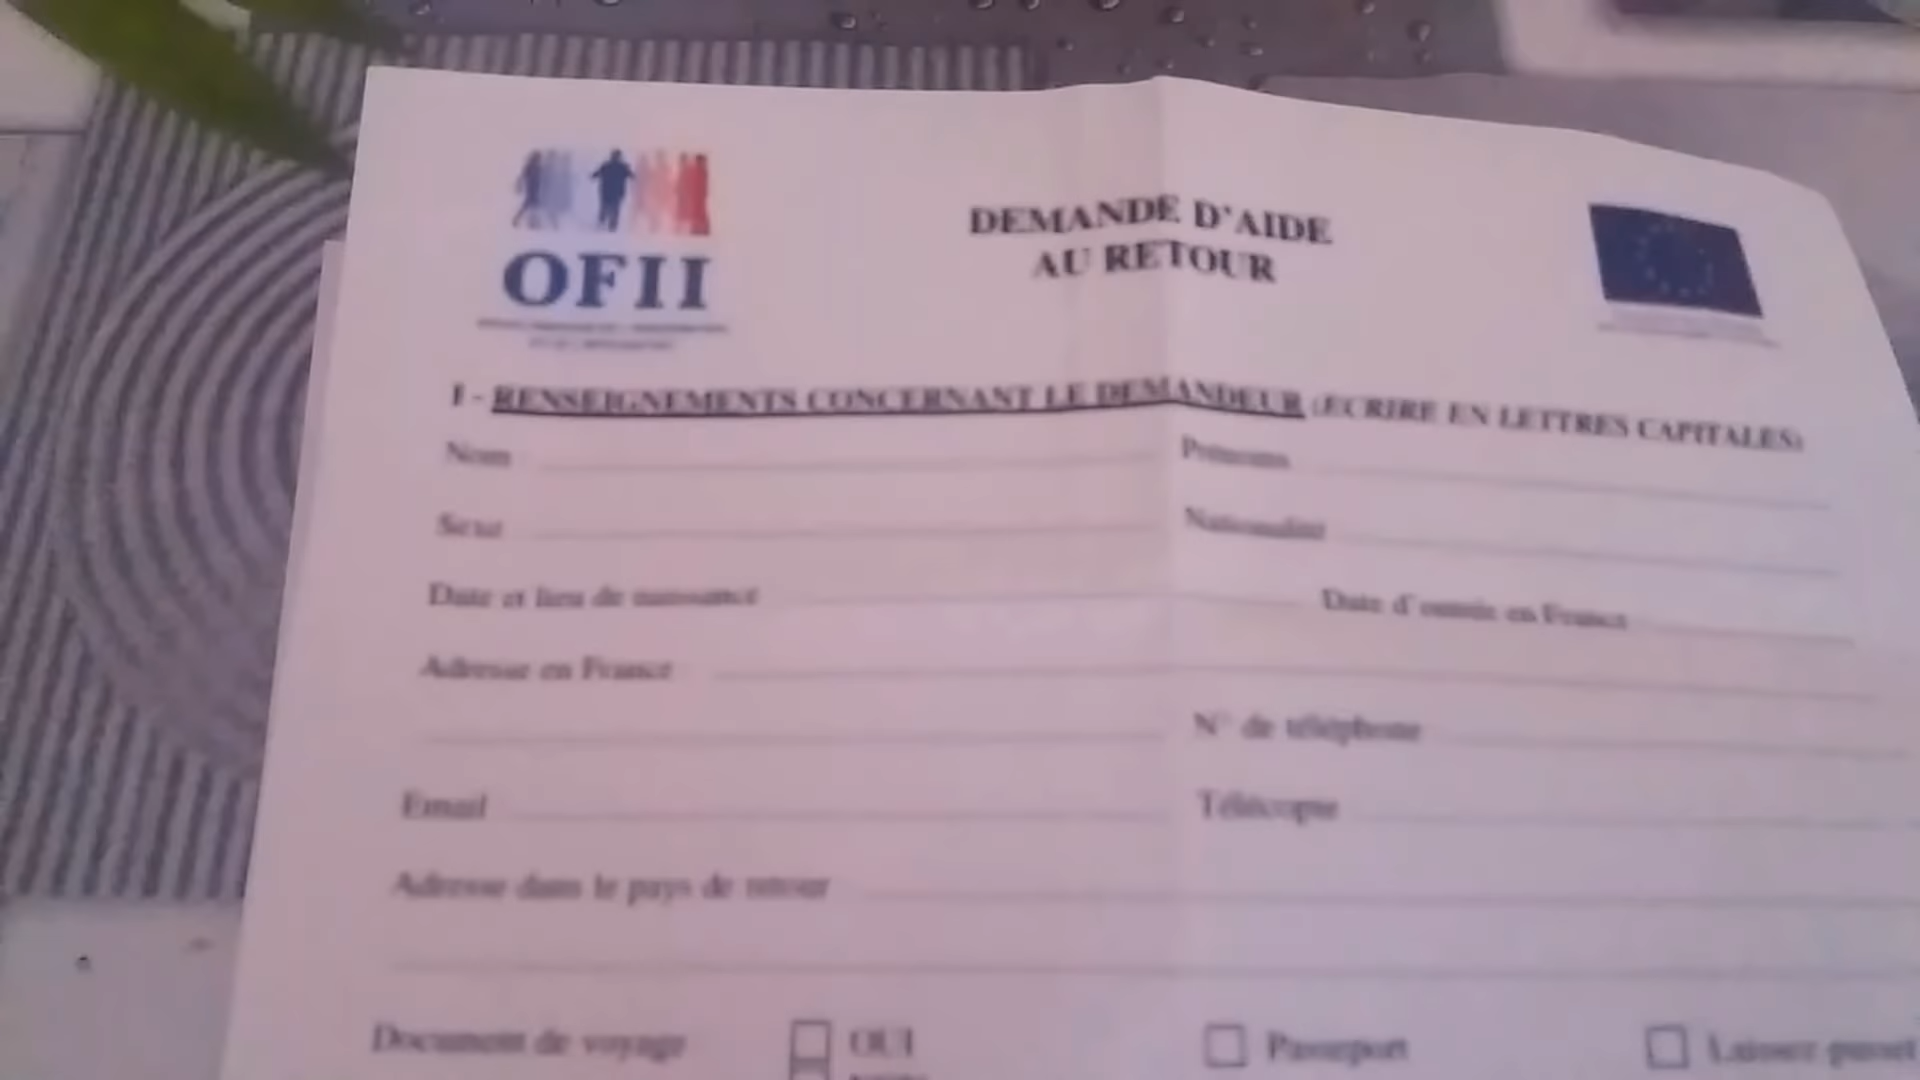 OFII
DEMANDE D'AIDE
AU RETOUR
I - RENSEIGNEMENTS CONCERNANT LE DEMANDEUR (ECRIRE EN LETTRES CAPITALES)
Nom Prénoms
Sexe Nationalité
Date et lieu de naissance Date d'entrée en France
Adresse en France
N° de téléphone
Email Télécopie
Adresse dans le pays de retour
Document de voyage OUI Passeport Laissez-passer